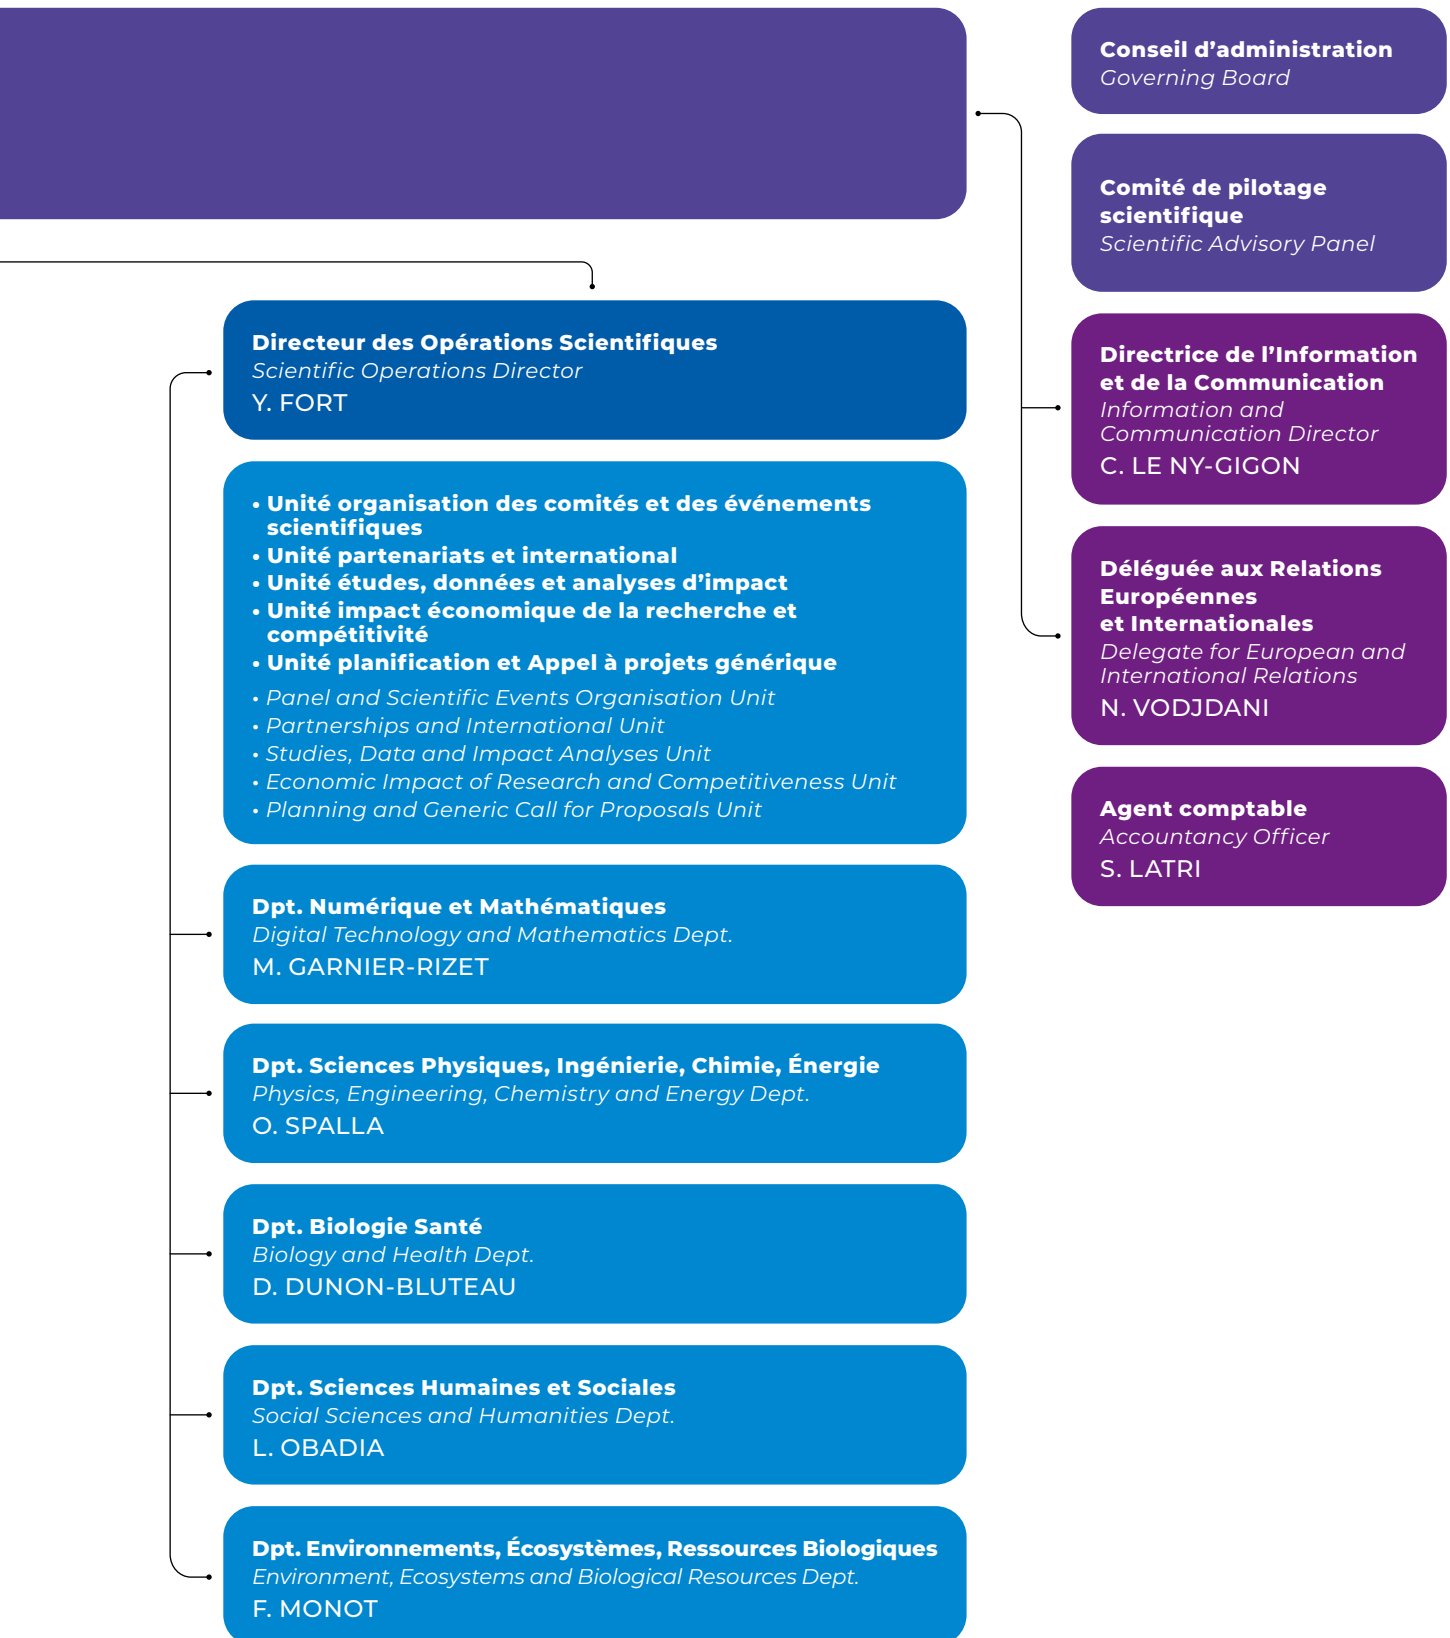 Directeur des Opérations Scientifiques
Scientific Operations Director
Y. FORT
• Unité organisation des comités et des événements
scientifiques
• Unité partenariats et international
• Unité études, données et analyses d’impact
• Unité impact économique de la recherche et
compétitivité
• Unité planification et Appel à projets générique
• Panel and Scientific Events Organisation Unit
• Partnerships and International Unit
• Studies, Data and Impact Analyses Unit
• Economic Impact of Research and Competitiveness Unit
• Planning and Generic Call for Proposals Unit
Dpt. Numérique et Mathématiques
Digital Technology and Mathematics Dept.
M. GARNIER-RIZET
Dpt. Sciences Physiques, Ingénierie, Chimie, Énergie
Physics, Engineering, Chemistry and Energy Dept.
O. SPALLA
Dpt. Biologie Santé
Biology and Health Dept.
D. DUNON-BLUTEAU
Dpt. Sciences Humaines et Sociales
Social Sciences and Humanities Dept.
L. OBADIA
Dpt. Environnements, Écosystèmes, Ressources Biologiques
Environment, Ecosystems and Biological Resources Dept.
F. MONOT
Conseil d’administration
Governing Board
Comité de pilotage
scientifique
Scientific Advisory Panel
Directrice de l’Information
et de la Communication
Information and
Communication Director
C. LE NY-GIGON
Déléguée aux Relations
Européennes
et Internationales
Delegate for European and
International Relations
N. VODJDANI
Agent comptable
Accountancy Officer
S. LATRI